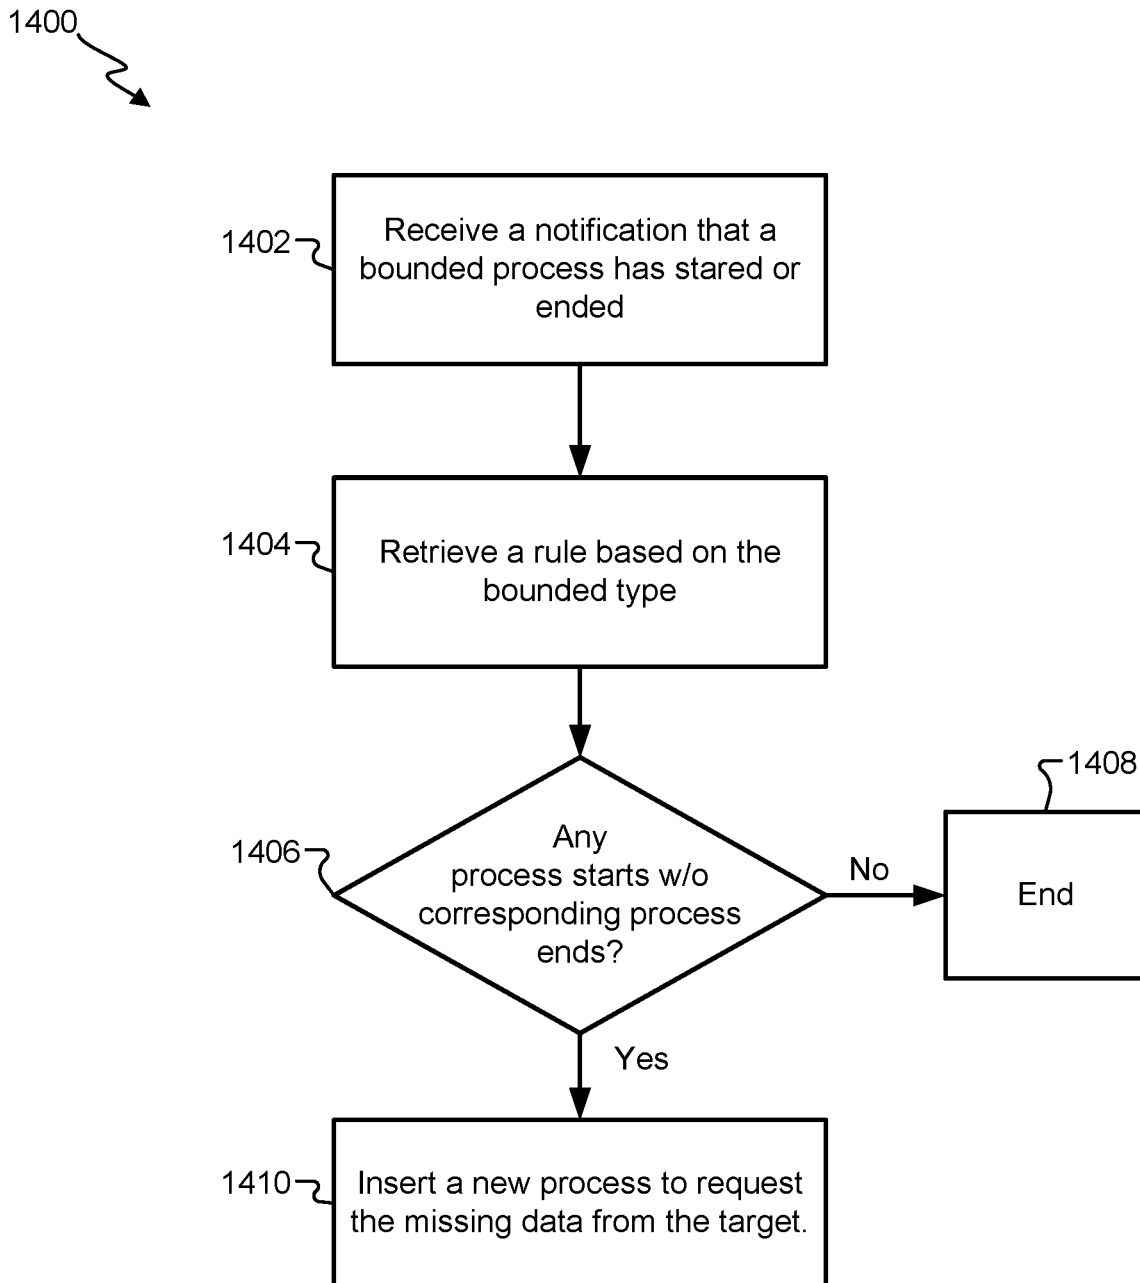 1400
1402
Receive a notification that a
bounded process has stared or
ended
1404
Retrieve a rule based on the
bounded type
1406
Any
process starts w/o
corresponding process
ends?
No
1408
End
Yes
1410
Insert a new process to request
the missing data from the target.